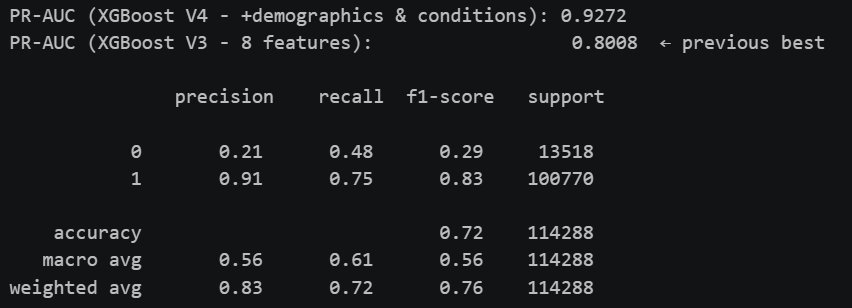 PR-AUC (XGBoost V4 - +demographics & conditions): 0.9272
PR-AUC (XGBoost V3 - 8 features): 0.8008 ← previous best
precision recall f1-score support
0 0.21 0.48 0.29 13518
1 0.91 0.75 0.83 100770
accuracy 0.72 114288
macro avg 0.56 0.61 0.56 114288
weighted avg 0.83 0.72 0.76 114288